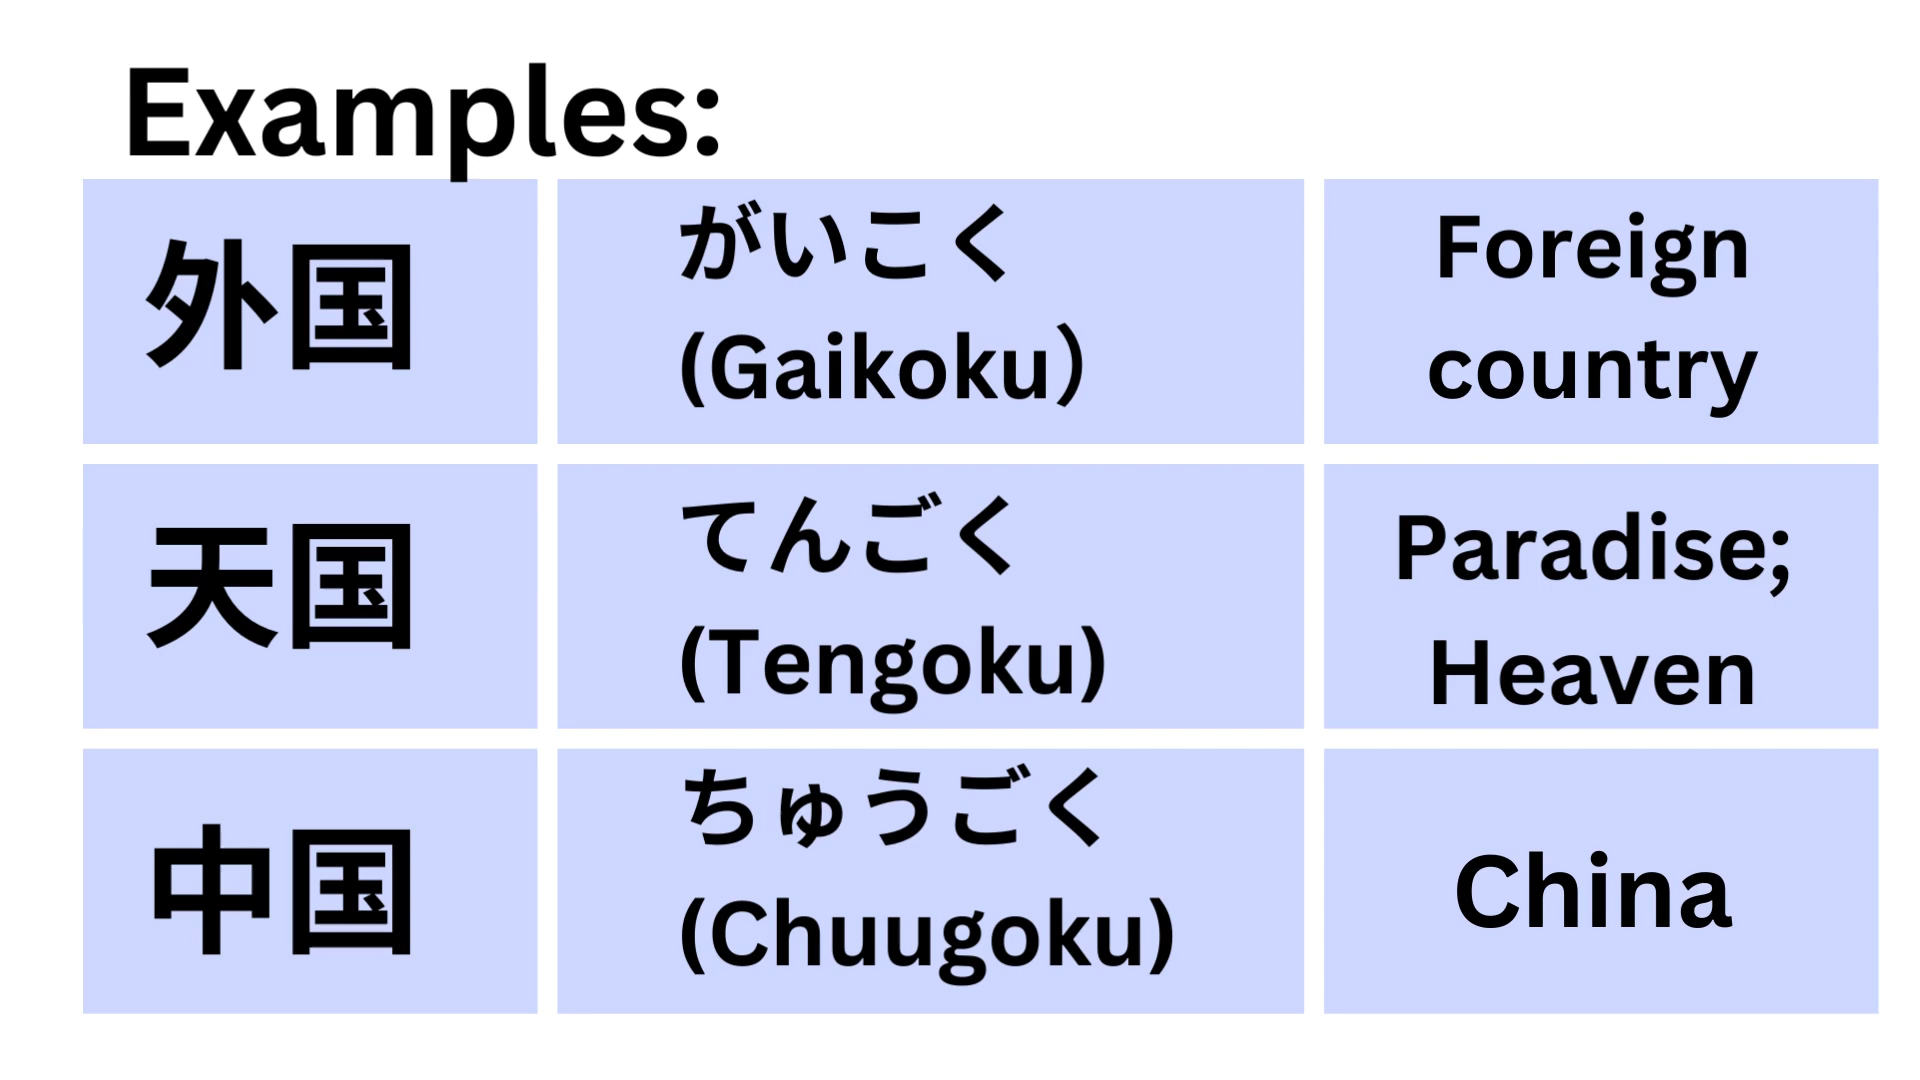 Examples:
外国
がいこく
(Gaikoku）
Foreign
country
天国
てんごく
(Tengoku)
Paradise;
Heaven
中国
ちゅうごく
(Chuugoku)
China